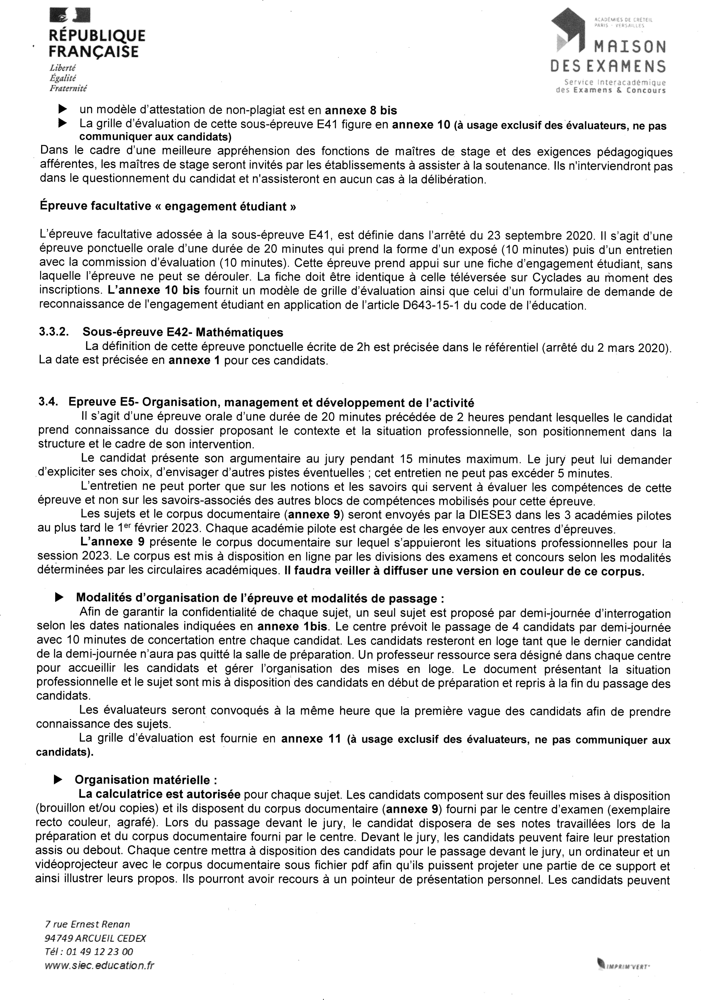 RÉPUBLIQUE
FRANÇAISE
Liberté
Égalité
Fraternité
ACADÉMIES DE CRÉTEIL
PARIS - VERSAILLES
MAISON
DES EXAMENS
Service Interacadémique
des Examens & Concours
► un modèle d'attestation de non-plagiat est en annexe 8 bis
► La grille d'évaluation de cette sous-épreuve E41 figure en annexe 10 (à usage exclusif des évaluateurs, ne pas
communiquer aux candidats)
Dans le cadre d'une meilleure appréhension des fonctions de maîtres de stage et des exigences pédagogiques
afférentes, les maîtres de stage seront invités par les établissements à assister à la soutenance. Ils n'interviendront pas
dans le questionnement du candidat et n'assisteront en aucun cas à la délibération.
Épreuve facultative « engagement étudiant »
L'épreuve facultative adossée à la sous-épreuve E41, est définie dans l'arrêté du 23 septembre 2020. Il s'agit d'une
épreuve ponctuelle orale d'une durée de 20 minutes qui prend la forme d'un exposé (10 minutes) puis d'un entretien
avec la commission d'évaluation (10 minutes). Cette épreuve prend appui sur une fiche d'engagement étudiant, sans
laquelle l'épreuve ne peut se dérouler. La fiche doit être identique à celle téléversée sur Cyclades au moment des
inscriptions. L'annexe 10 bis fournit un modèle de grille d'évaluation ainsi que celui d'un formulaire de demande de
reconnaissance de l'engagement étudiant en application de l'article D643-15-1 du code de l'éducation.
3.3.2. Sous-épreuve E42- Mathématiques
La définition de cette épreuve ponctuelle écrite de 2h est précisée dans le référentiel (arrêté du 2 mars 2020).
La date est précisée en annexe 1 pour ces candidats.
3.4. Epreuve E5- Organisation, management et développement de l'activité
Il s'agit d'une épreuve orale d'une durée de 20 minutes précédée de 2 heures pendant lesquelles le candidat
prend connaissance du dossier proposant le contexte et la situation professionnelle, son positionnement dans la
structure et le cadre de son intervention.
Le candidat présente son argumentaire au jury pendant 15 minutes maximum. Le jury peut lui demander
d'expliciter ses choix, d'envisager d'autres pistes éventuelles ; cet entretien ne peut pas excéder 5 minutes.
L'entretien ne peut porter que sur les notions et les savoirs qui servent à évaluer les compétences de cette
épreuve et non sur les savoirs-associés des autres blocs de compétences mobilisés pour cette épreuve.
Les sujets et le corpus documentaire (annexe 9) seront envoyés par la DIESE3 dans les 3 académies pilotes
au plus tard le 1er février 2023. Chaque académie pilote est chargée de les envoyer aux centres d'épreuves.
L'annexe 9 présente le corpus documentaire sur lequel s'appuieront les situations professionnelles pour la
session 2023. Le corpus est mis à disposition en ligne par les divisions des examens et concours selon les modalités
déterminées par les circulaires académiques. Il faudra veiller à diffuser une version en couleur de ce corpus.
► Modalités d'organisation de l'épreuve et modalités de passage :
Afin de garantir la confidentialité de chaque sujet, un seul sujet est proposé par demi-journée d'interrogation
selon les dates nationales indiquées en annexe 1bis. Le centre prévoit le passage de 4 candidats par demi-journée
avec 10 minutes de concertation entre chaque candidat. Les candidats resteront en loge tant que le dernier candidat
de la demi-journée n'aura pas quitté la salle de préparation. Un professeur ressource sera désigné dans chaque centre
pour accueillir les candidats et gérer l'organisation des mises en loge. Le document présentant la situation
professionnelle et le sujet sont mis à disposition des candidats en début de préparation et repris à la fin du passage des
candidats.
Les évaluateurs seront convoqués à la même heure que la première vague des candidats afin de prendre
connaissance des sujets.
La grille d'évaluation est fournie en annexe 11 (à usage exclusif des évaluateurs, ne pas communiquer aux
candidats).
► Organisation matérielle :
La calculatrice est autorisée pour chaque sujet. Les candidats composent sur des feuilles mises à disposition
(brouillon et/ou copies) et ils disposent du corpus documentaire (annexe 9) fourni par le centre d'examen (exemplaire
recto couleur, agrafé). Lors du passage devant le jury, le candidat disposera de ses notes travaillées lors de la
préparation et du corpus documentaire fourni par le centre. Devant le jury, les candidats peuvent faire leur prestation
assis ou debout. Chaque centre mettra à disposition des candidats pour le passage devant le jury, un ordinateur et un
vidéoprojecteur avec le corpus documentaire sous fichier pdf afin qu'ils puissent projeter une partie de ce support et
ainsi illustrer leurs propos. Ils pourront avoir recours à un pointeur de présentation personnel. Les candidats peuvent
7 rue Ernest Renan
94749 ARCUEIL CEDEX
Tél : 01 49 12 23 00
www.siec.education.fr
IMPRIM'VERT®